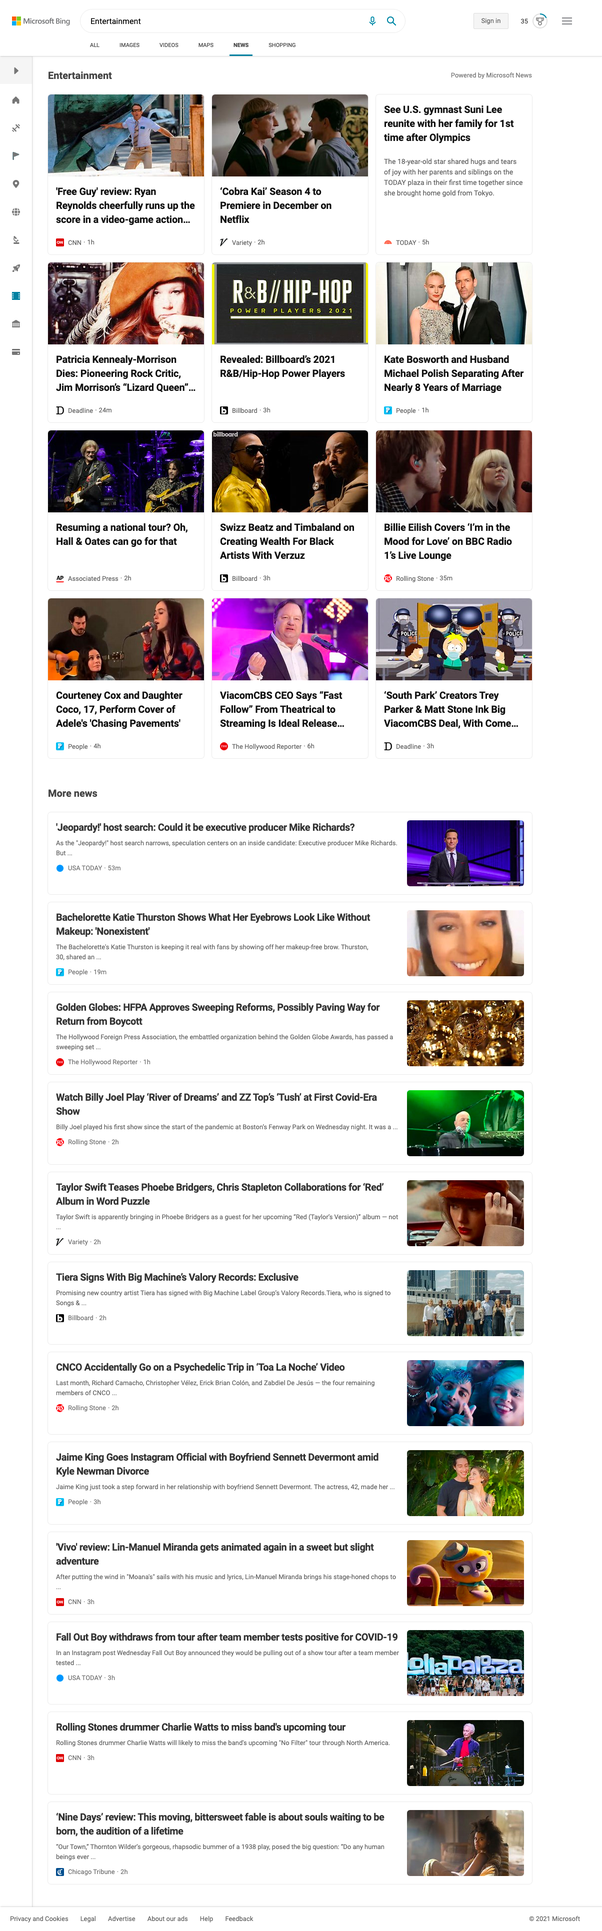 Microsoft Bing
Entertainment
Sign in
35
ALL
IMAGES
VIDEOS
MAPS
NEWS
SHOPPING
Entertainment
Powered by Microsoft News
'Free Guy' review: Ryan
Reynolds cheerfully runs up the
score in a video-game action...
CNN · 1h
'Cobra Kai' Season 4 to
Premiere in December on
Netflix
Variety · 2h
See U.S. gymnast Suni Lee
reunite with her family for 1st
time after Olympics
The 18-year-old star shared hugs and tears
of joy with her parents and siblings on the
TODAY plaza in their first time together since
she brought home gold from Tokyo.
TODAY · 5h
Patricia Kennealy-Morrison
Dies: Pioneering Rock Critic,
Jim Morrison's "Lizard Queen"...
Deadline · 24m
R&B//HIP-HOP
POWER PLAYERS 2021
Revealed: Billboard's 2021
R&B/Hip-Hop Power Players
Billboard · 3h
Kate Bosworth and Husband
Michael Polish Separating After
Nearly 8 Years of Marriage
People · 1h
Resuming a national tour? Oh,
Hall & Oates can go for that
AP
Associated Press · 2h
billboard
Swizz Beatz and Timbaland on
Creating Wealth For Black
Artists With Verzuz
Billboard · 3h
Billie Eilish Covers 'I'm in the
Mood for Love' on BBC Radio
1's Live Lounge
Rolling Stone · 35m
Courteney Cox and Daughter
Coco, 17, Perform Cover of
Adele's 'Chasing Pavements'
People · 4h
ViacomCBS CEO Says "Fast
Follow" From Theatrical to
Streaming Is Ideal Release...
The Hollywood Reporter · 6h
POLICE
POLICE
'South Park' Creators Trey
Parker & Matt Stone Ink Big
ViacomCBS Deal, With Come...
Deadline · 3h
More news
'Jeopardy!' host search: Could it be executive producer Mike Richards?
As the "Jeopardy!" host search narrows, speculation centers on an inside candidate: Executive producer Mike Richards.
But ...
USA TODAY · 53m
Bachelorette Katie Thurston Shows What Her Eyebrows Look Like Without
Makeup: 'Nonexistent'
The Bachelorette's Katie Thurston is keeping it real with fans by showing off her makeup-free brow. Thurston,
30, shared an ...
People · 19m
Golden Globes: HFPA Approves Sweeping Reforms, Possibly Paving Way for
Return from Boycott
The Hollywood Foreign Press Association, the embattled organization behind the Golden Globe Awards, has passed a
sweeping set ...
The Hollywood Reporter · 1h
Watch Billy Joel Play 'River of Dreams' and ZZ Top's 'Tush' at First Covid-Era
Show
Billy Joel played his first show since the start of the pandemic at Boston's Fenway Park on Wednesday night. It was a ...
Rolling Stone · 2h
Taylor Swift Teases Phoebe Bridgers, Chris Stapleton Collaborations for 'Red'
Album in Word Puzzle
Taylor Swift is apparently bringing in Phoebe Bridgers as a guest for her upcoming "Red (Taylor's Version)" album — not
...
Variety · 2h
Tiera Signs With Big Machine's Valory Records: Exclusive
Promising new country artist Tiera has signed with Big Machine Label Group's Valory Records.Tiera, who is signed to
Songs & ...
Billboard · 2h
CNCO Accidentally Go on a Psychedelic Trip in 'Toa La Noche' Video
Last month, Richard Camacho, Christopher Vélez, Erick Brian Colón, and Zabdiel De Jesús — the four remaining
members of CNCO ...
Rolling Stone · 2h
Jaime King Goes Instagram Official with Boyfriend Sennett Devermont amid
Kyle Newman Divorce
Jaime King just took a step forward in her relationship with boyfriend Sennett Devermont. The actress, 42, made her ...
People · 3h
'Vivo' review: Lin-Manuel Miranda gets animated again in a sweet but slight
adventure
After putting the wind in "Moana's" sails with his music and lyrics, Lin-Manuel Miranda brings his stage-honed chops to
...
CNN · 3h
Fall Out Boy withdraws from tour after team member tests positive for COVID-19
In an Instagram post Wednesday Fall Out Boy announced they would be pulling out of a show tour after a team member
tested ...
USA TODAY · 3h
lollapalooza
Rolling Stones drummer Charlie Watts to miss band's upcoming tour
Rolling Stones drummer Charlie Watts will likely to miss the band's upcoming "No Filter" tour through North America.
CNN · 3h
'Nine Days' review: This moving, bittersweet fable is about souls waiting to be
born, the audition of a lifetime
"Our Town," Thornton Wilder's gorgeous, rhapsodic bummer of a 1938 play, posed the big question: "Do any human
beings ever ...
Chicago Tribune · 2h
Privacy and Cookies
Legal
Advertise
About our ads
Help
Feedback
© 2021 Microsoft